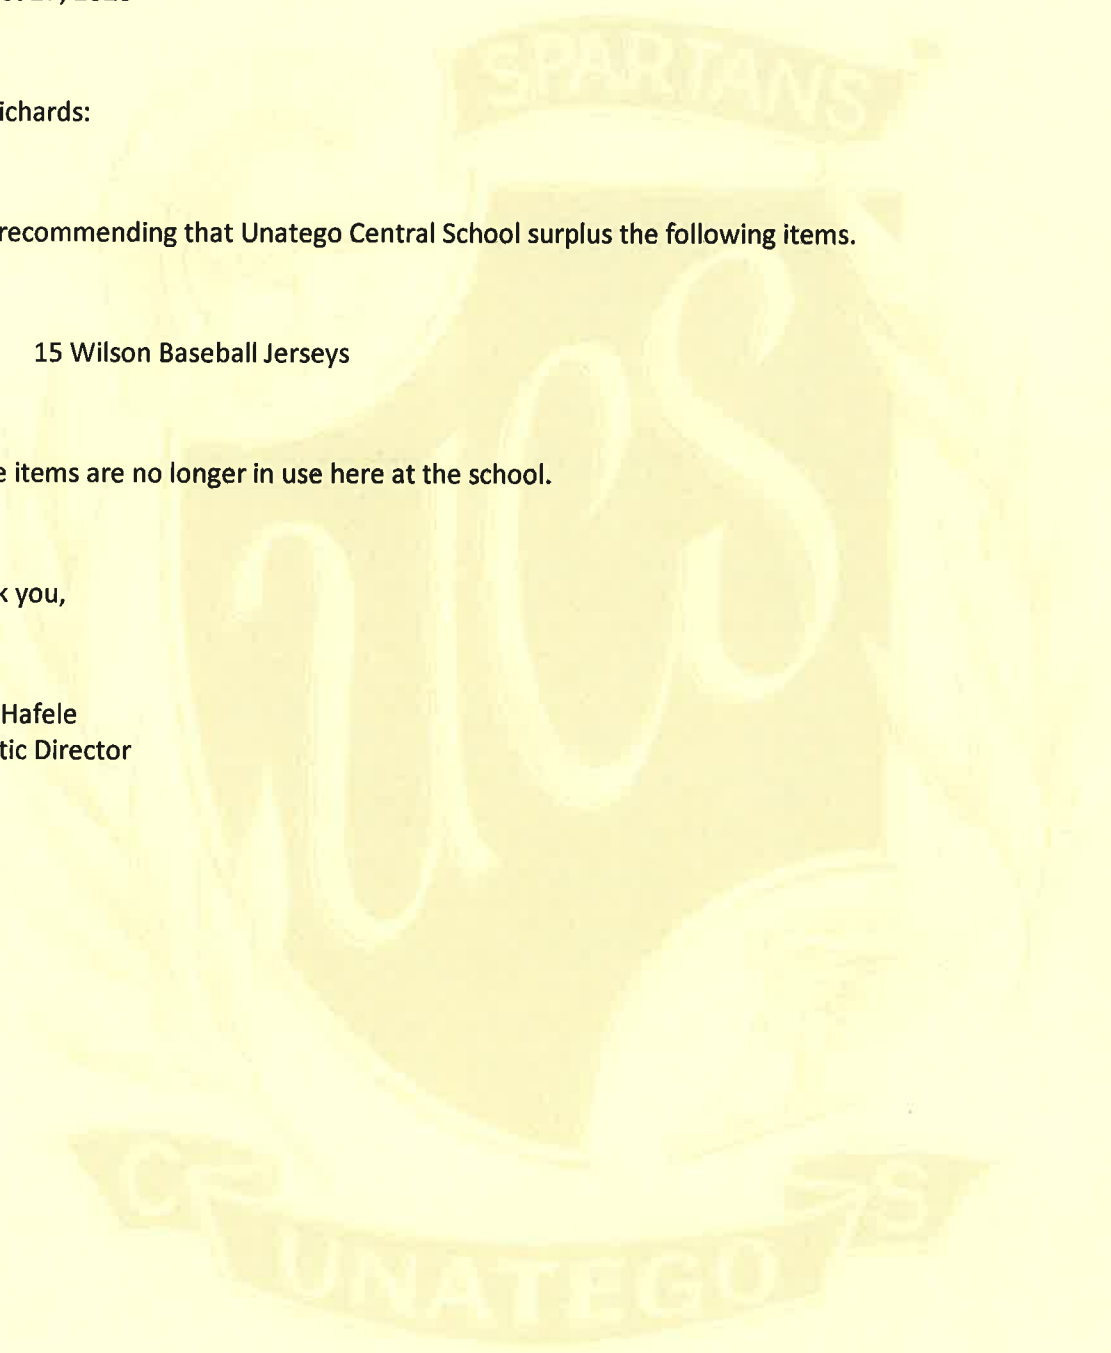 SPARTANS
ichards:
recommending that Unatego Central School surplus the following items.
15 Wilson Baseball Jerseys
items are no longer in use here at the school.
you,
Hafele
tic Director
UCS
C S
UNATEGO